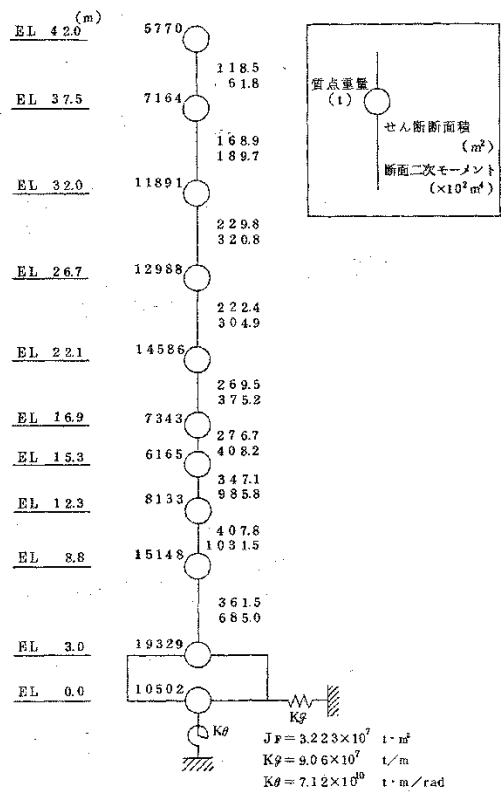 (m)
EL 42.0
5770
118.5
61.8
EL 37.5
7164
168.9
189.7
EL 32.0
11891
229.8
320.8
EL 26.7
12988
222.4
304.9
EL 22.1
14586
269.5
375.2
EL 16.9
7343
276.7
408.2
EL 15.3
6165
347.1
985.8
EL 12.3
8133
407.8
1031.5
EL 8.8
15148
361.5
685.0
EL 3.0
19329
EL 0.0
10502
Kθ
質点重量
(t)
せん断断面積
(m²)
断面二次モーメント
(×10²m⁴)
JF=3.223×10⁷ t·m²
=9.06×10⁷ t/m
Kθ=7.12×10¹⁰ t·m/rad